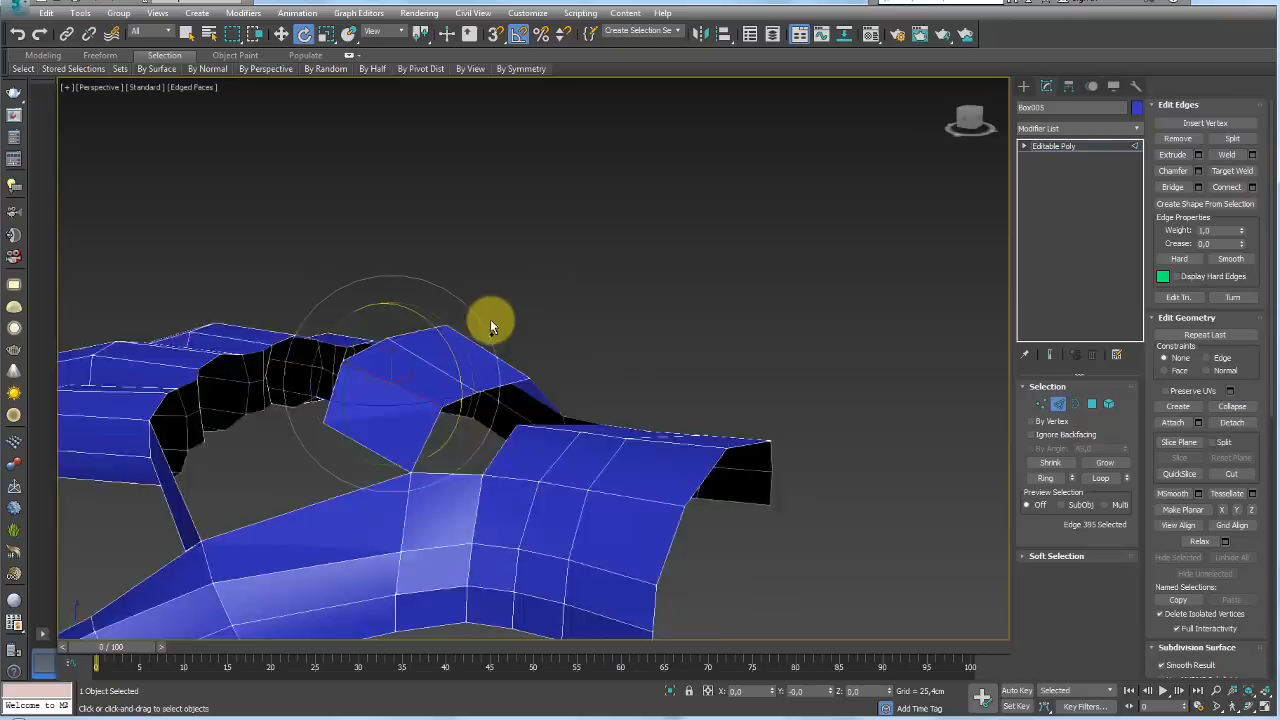 Edit Tools Group Views Create Modifiers Animation Graph Editors Rendering Civil View Customize Scripting Content Help
All View Create Selection Se
Modeling Freeform Selection Object Paint Populate
Select Stored Selections Sets By Surface By Normal By Perspective By Random By Half By Pivot Dist By View By Symmetry
[+][Perspective][Standard][Edged Faces]
Box005
Modifier List
Editable Poly
Selection
By Vertex
Ignore Backfacing
By Angle:
Shrink Grow
Ring Loop
Preview Selection
Off SubObj Multi
Edge 395 Selected
Soft Selection
Edit Edges
Insert Vertex
Remove Split
Extrude Weld
Chamfer Target Weld
Bridge Connect
Create Shape From Selection
Edge Properties
Weight: 1,0
Crease: 0,0
Hard Smooth
Display Hard Edges
Edit Tri. Turn
Edit Geometry
Repeat Last
Constraints
None Edge
Face Normal
Preserve UVs
Create Collapse
Attach Detach
Slice Plane Split
Slice Reset Plane
QuickSlice Cut
MSmooth Tessellate
Make Planar X Y Z
View Align Grid Align
Relax
Hide Selected Unhide All
Hide Unselected
Named Selections:
Copy Paste
Delete Isolated Vertices
Full Interactivity
Subdivision Surface
Smooth Result
0 / 100
0 5 10 15 20 25 30 35 40 45 50 55 60 65 70 75 80 85 90 95 100
1 Object Selected
X: 0,0 Y: -0,0 Z: 0,0 Grid = 25,4cm
Auto Key Selected
Welcome to M
click or click-and-drag to select objects
Add Time Tag
Set Key Key Filters... 0